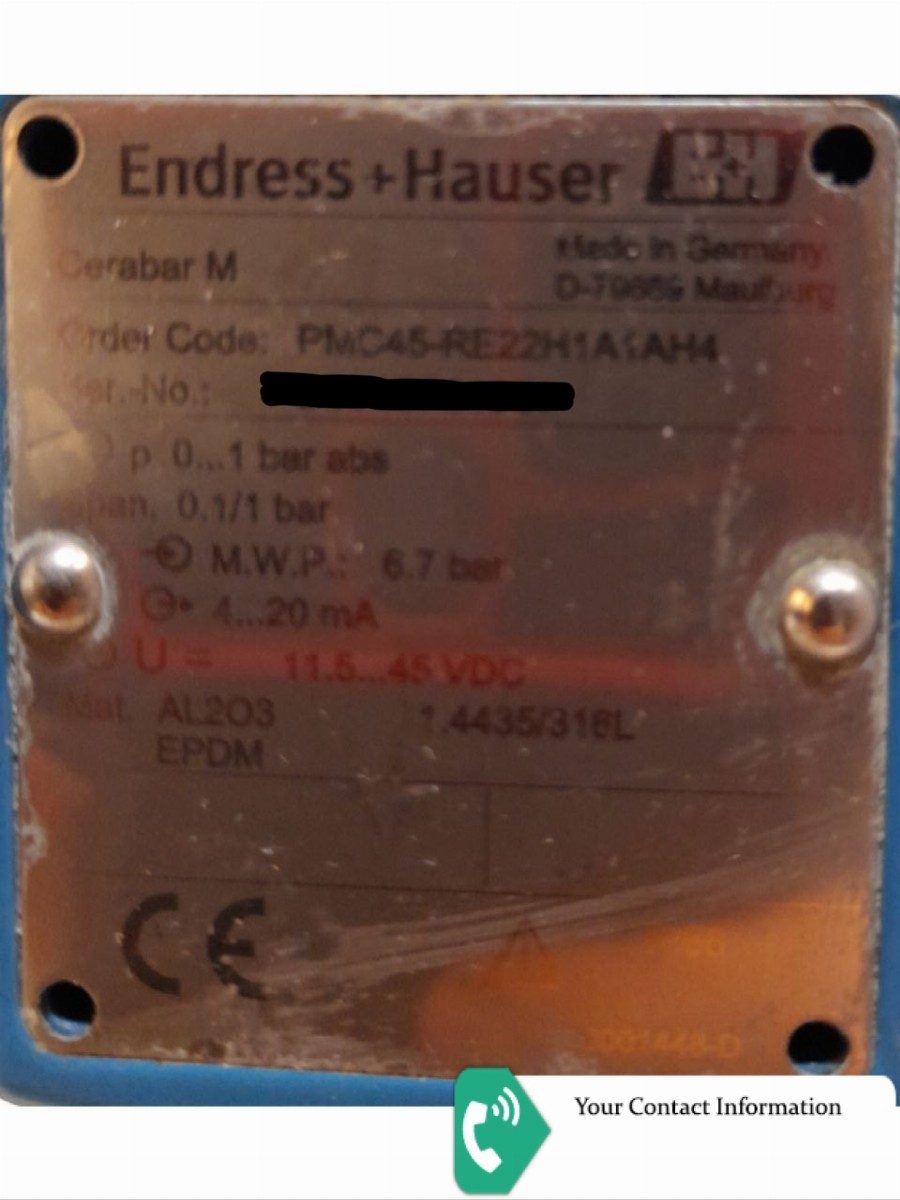 Endress+Hauser
Cerabar M
Made in Germany
D-79689 Maulburg
Order Code: PMC45-RE22H1A1AH4
Ser.-No.:
p 0...1 bar abs
Span. 0.1/1 bar
M.W.P.: 6.7 bar
4...20 mA
U = 11.5...45 VDC
Mat. AL2O3 1.4435/316L
EPDM
CE
Your Contact Information